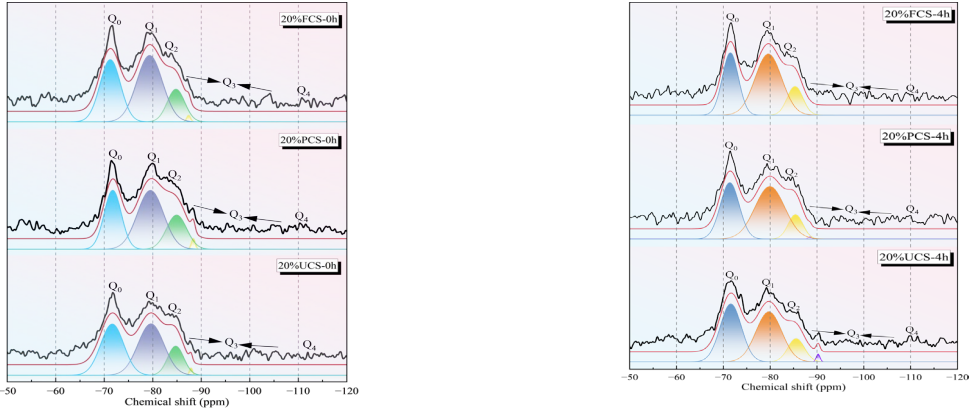 20%FCS-0h
Q0
Q1
Q2
Q3
Q4
20%PCS-0h
Q0
Q1
Q2
Q3
Q4
20%UCS-0h
Q0
Q1
Q2
Q3
Q4
−50 −60 −70 −80 −90 −100 −110 −120
Chemical shift (ppm)
20%FCS-4h
Q0
Q1
Q2
Q3
Q4
20%PCS-4h
Q0
Q1
Q2
Q3
Q4
20%UCS-4h
Q0
Q1
Q2
Q3
Q4
−50 −60 −70 −80 −90 −100 −110 −120
Chemical shift (ppm)